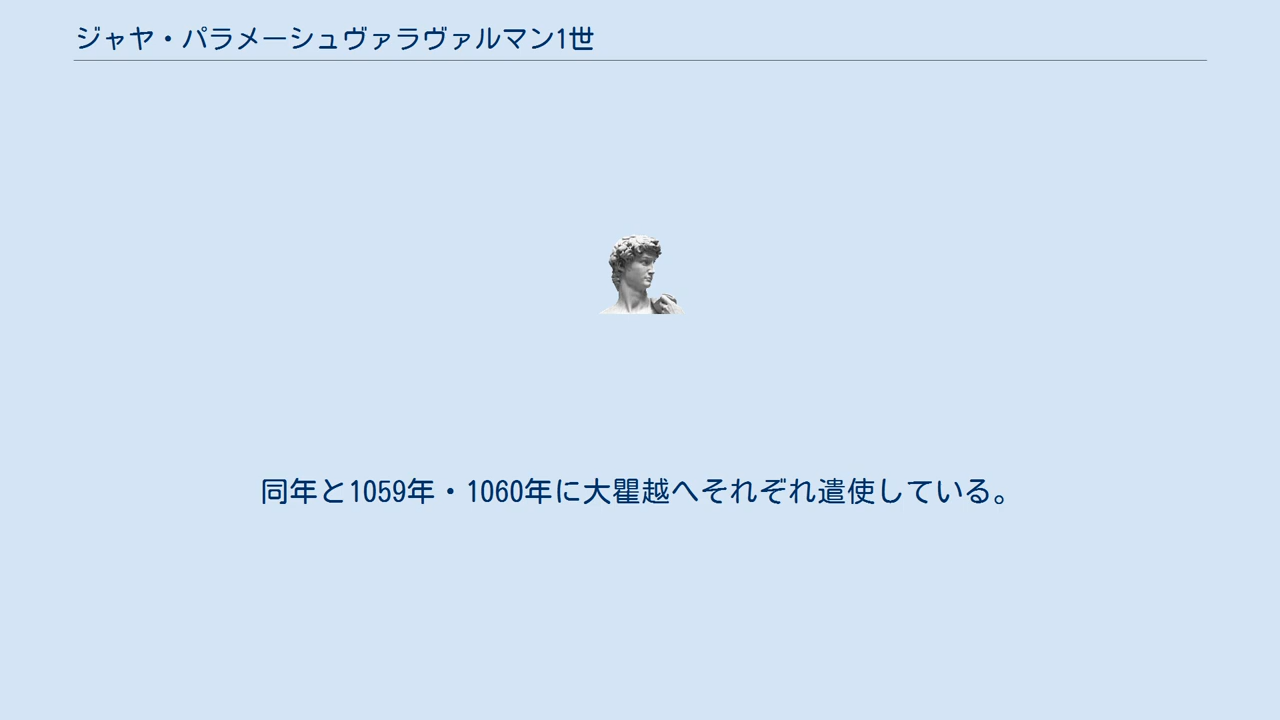 ジャヤ・パラメーシュヴァラヴァルマン1世
同年と1059年・1060年に大瞿越へそれぞれ遣使している。